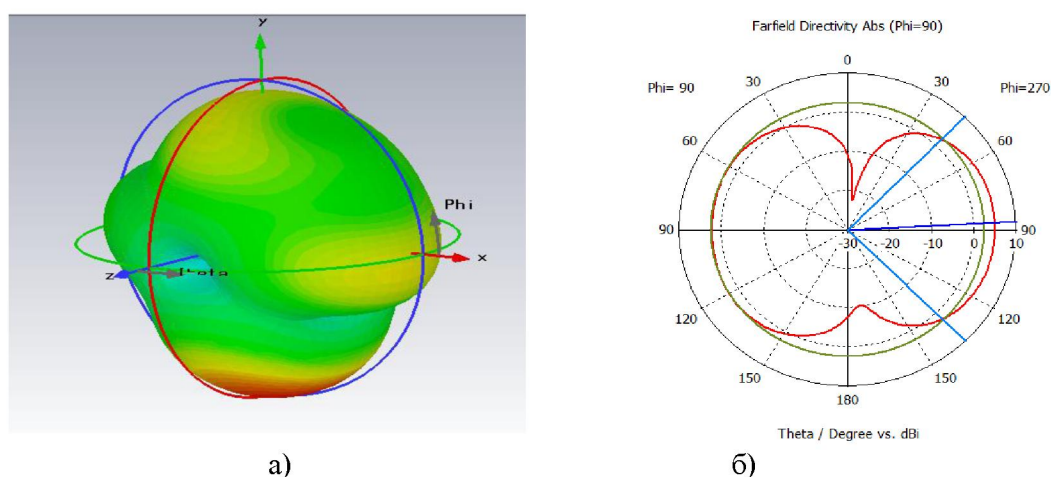 y
Phi
x
z
Farfield Directivity Abs (Phi=90)
0
30
30
Phi= 90
Phi=270
60
60
90
-30
-20
-10
0
10
90
120
120
150
150
180
Theta / Degree vs. dBi
а)
б)